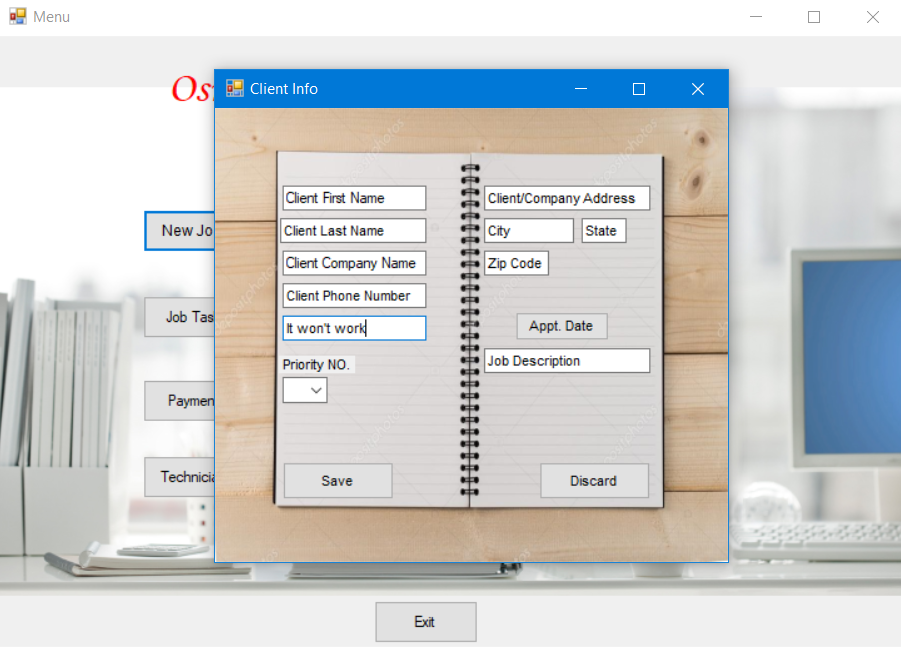 Menu
Client Info
New Jo
Job Tas
Paymen
Technicia
Client First Name
Client Last Name
Client Company Name
Client Phone Number
It won't work
Priority NO.
Save
Client/Company Address
City State
Zip Code
Appt. Date
Job Description
Discard
Exit